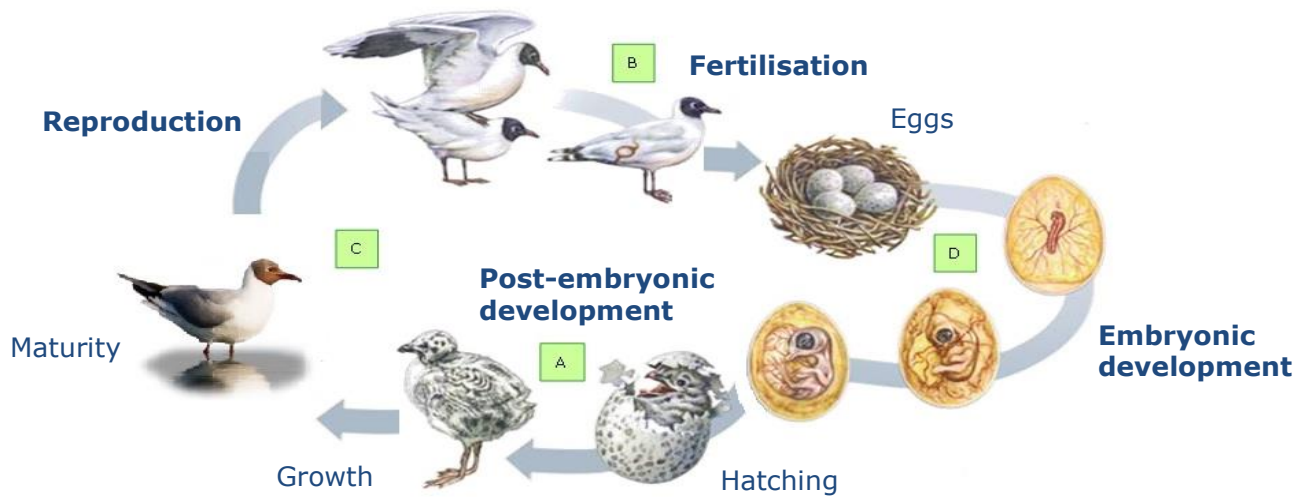 B
Fertilisation
Reproduction
Eggs
C
D
Post-embryonic
development
Maturity
Embryonic
development
A
Growth
Hatching